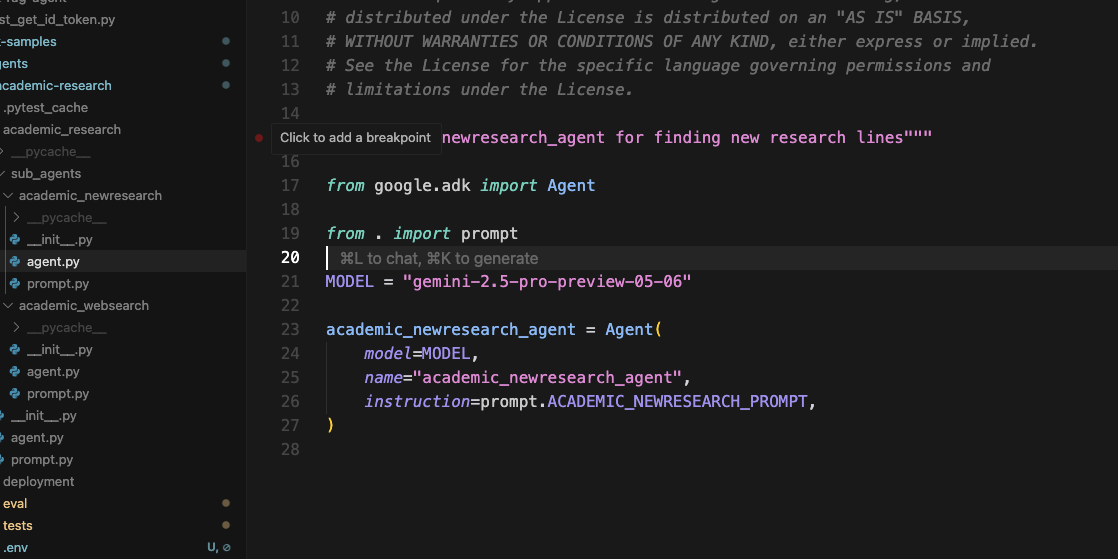 st_get_id_token.py
-samples
ents
cademic-research
.pytest_cache
academic_research
__pycache__
sub_agents
academic_newresearch
__pycache__
__init__.py
agent.py
prompt.py
academic_websearch
__pycache__
__init__.py
agent.py
prompt.py
__init__.py
agent.py
prompt.py
deployment
eval
tests
.env U,
10 # distributed under the License is distributed on an "AS IS" BASIS,
11 # WITHOUT WARRANTIES OR CONDITIONS OF ANY KIND, either express or implied.
12 # See the License for the specific language governing permissions and
13 # limitations under the License.
14
Click to add a breakpoint newresearch_agent for finding new research lines"""
16
17 from google.adk import Agent
18
19 from . import prompt
20 ⌘L to chat, ⌘K to generate
21 MODEL = "gemini-2.5-pro-preview-05-06"
22
23 academic_newresearch_agent = Agent(
24 model=MODEL,
25 name="academic_newresearch_agent",
26 instruction=prompt.ACADEMIC_NEWRESEARCH_PROMPT,
27 )
28